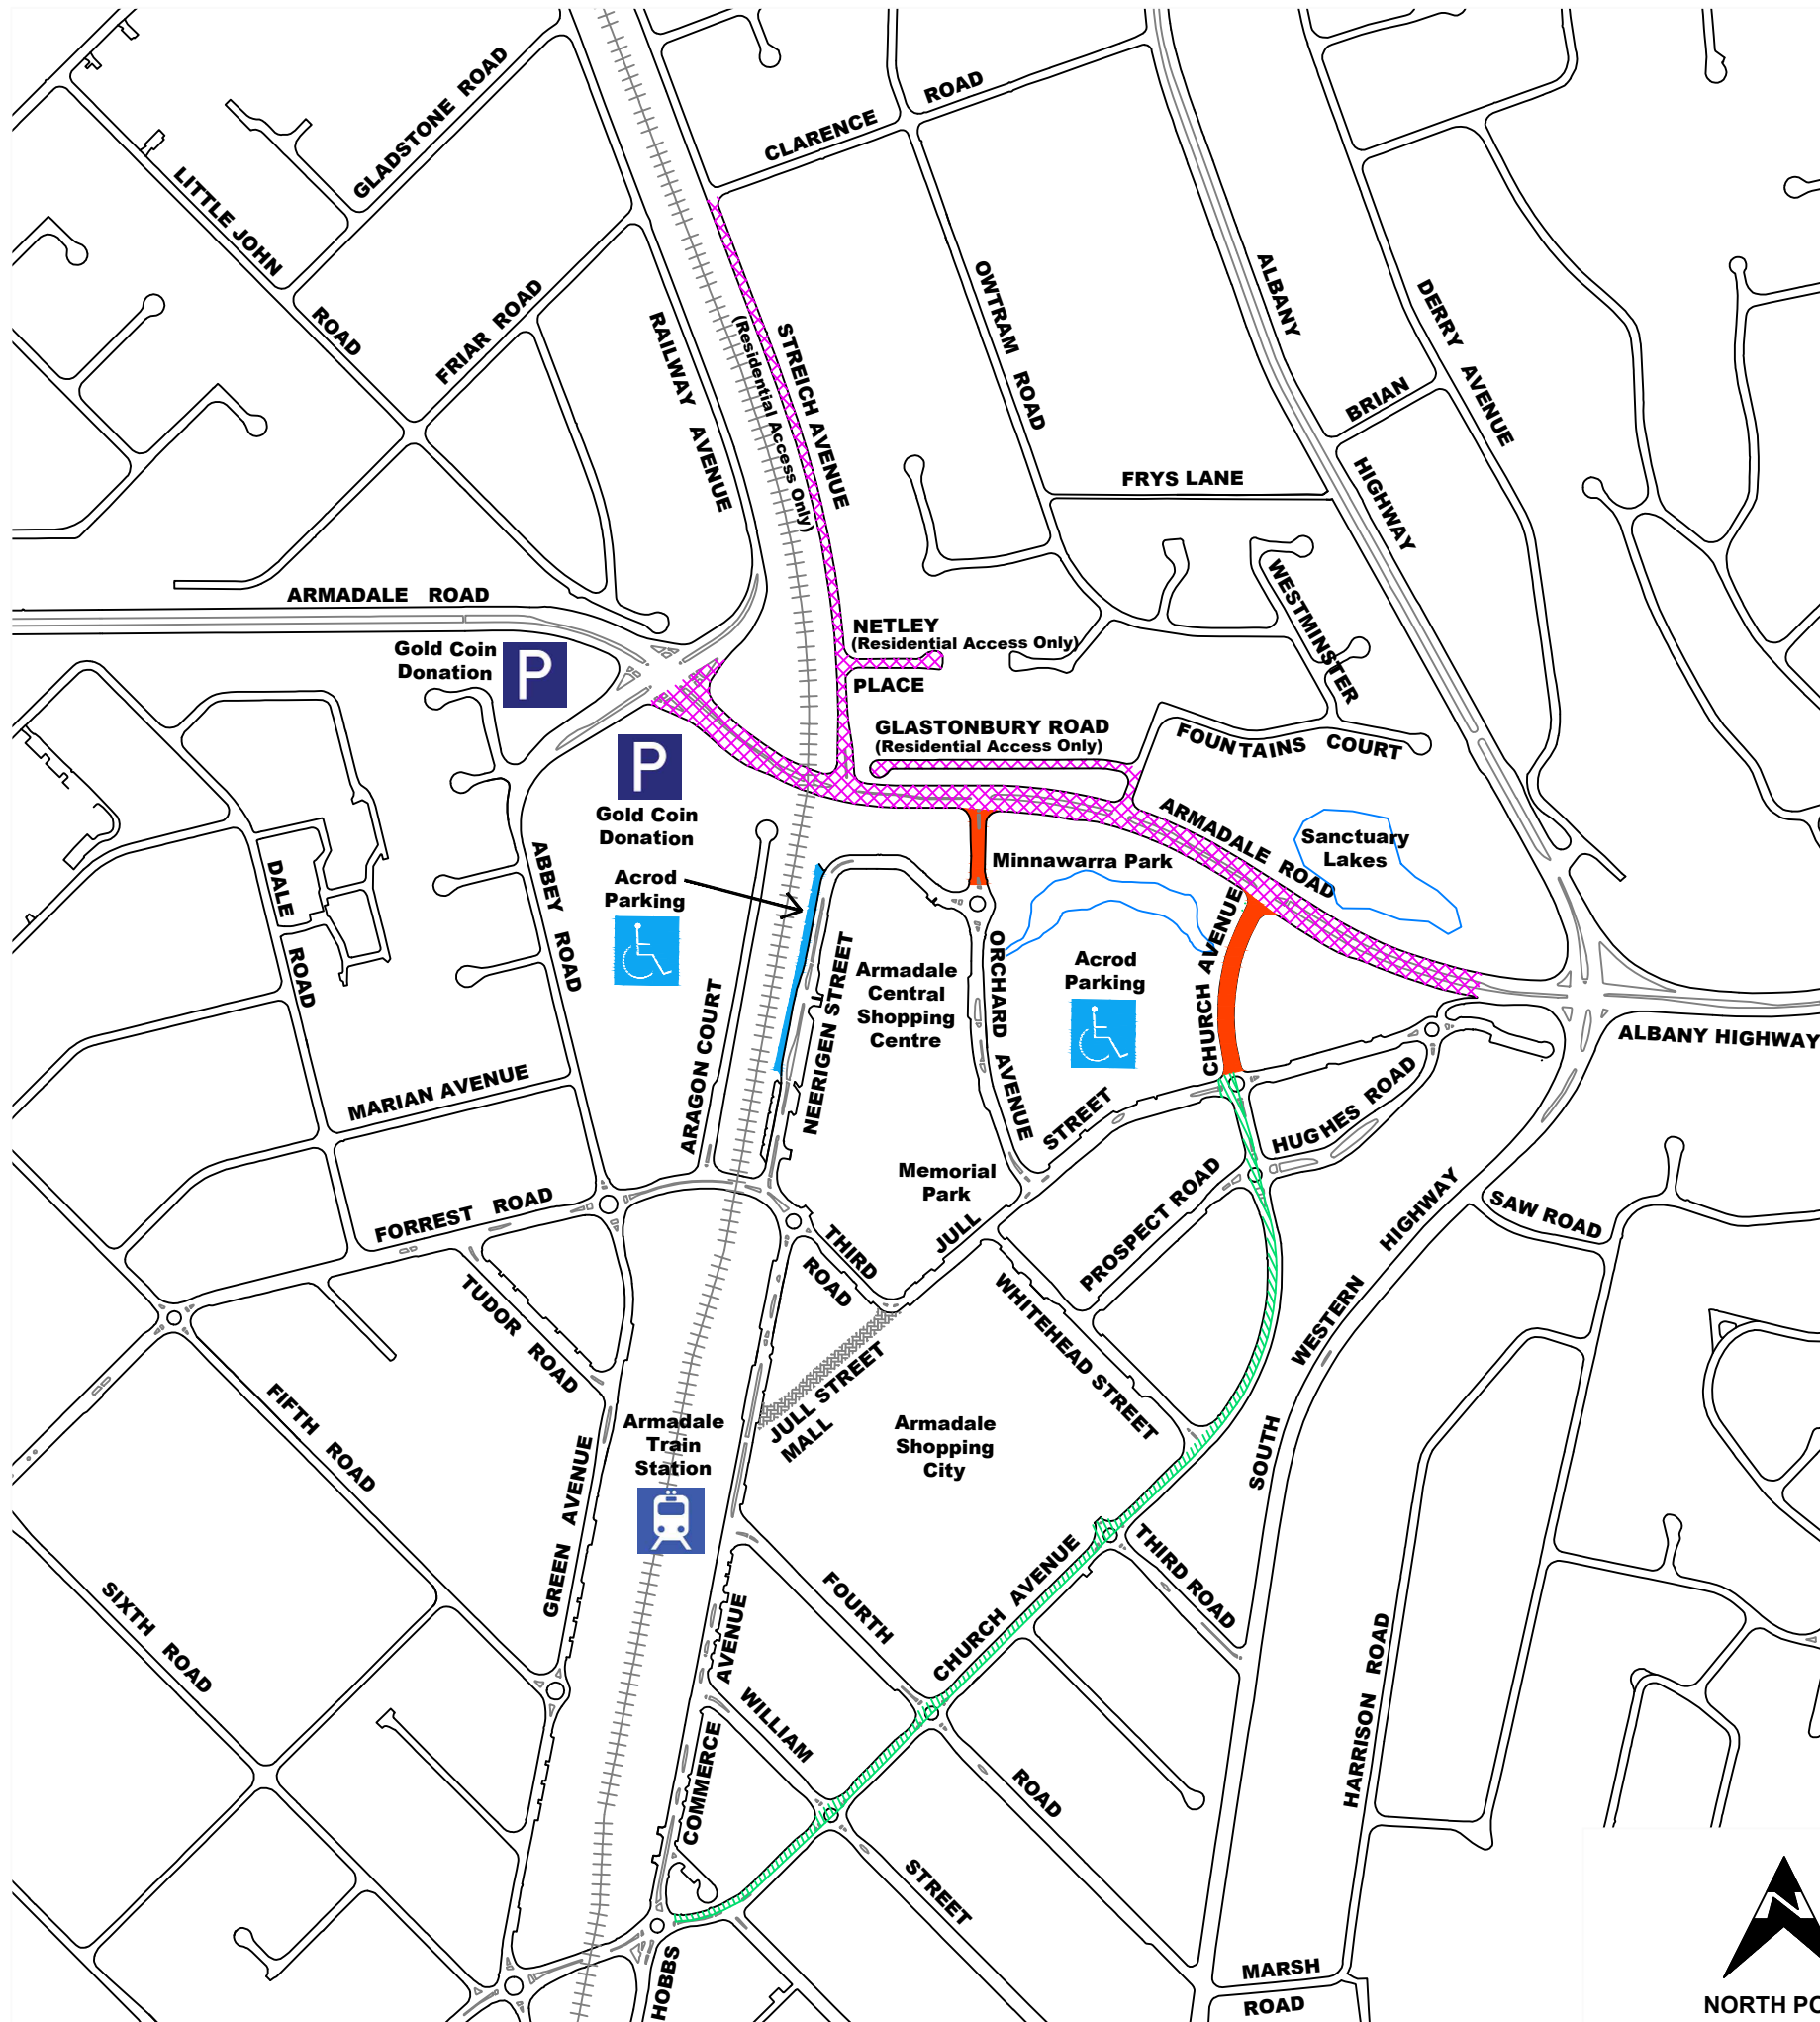 GLADSTONE ROAD
CLARENCE ROAD
LITTLE JOHN ROAD
FRIAR ROAD
RAILWAY AVENUE
STREICH AVENUE
(Residential Access Only)
OWTRAM ROAD
ALBANY HIGHWAY
DERRY AVENUE
BRIAN
FRYS LANE
WESTMINSTER
ARMADALE ROAD
Gold Coin
Donation
P
NETLEY
(Residential Access Only)
PLACE
GLASTONBURY ROAD
(Residential Access Only)
FOUNTAINS COURT
P
Gold Coin
Donation
ARMADALE ROAD
Sanctuary
Lakes
Minnawarra Park
Acrod
Parking
DALE ROAD
ABBEY ROAD
ARAGON COURT
NEERIGEN STREET
Armadale
Central
Shopping
Centre
ORCHARD AVENUE
Acrod
Parking
CHURCH AVENUE
ALBANY HIGHWAY
MARIAN AVENUE
HUGHES ROAD
JULL STREET
Memorial
Park
PROSPECT ROAD
FORREST ROAD
THIRD ROAD
SAW ROAD
SOUTH WESTERN HIGHWAY
TUDOR ROAD
WHITEHEAD STREET
JULL STREET
MALL
FIFTH ROAD
Armadale
Train
Station
Armadale
Shopping
City
GREEN AVENUE
THIRD ROAD
CHURCH AVENUE
SIXTH ROAD
FOURTH ROAD
COMMERCE AVENUE
WILLIAM STREET
HARRISON ROAD
HOBBS
MARSH
ROAD
N
NORTH PO